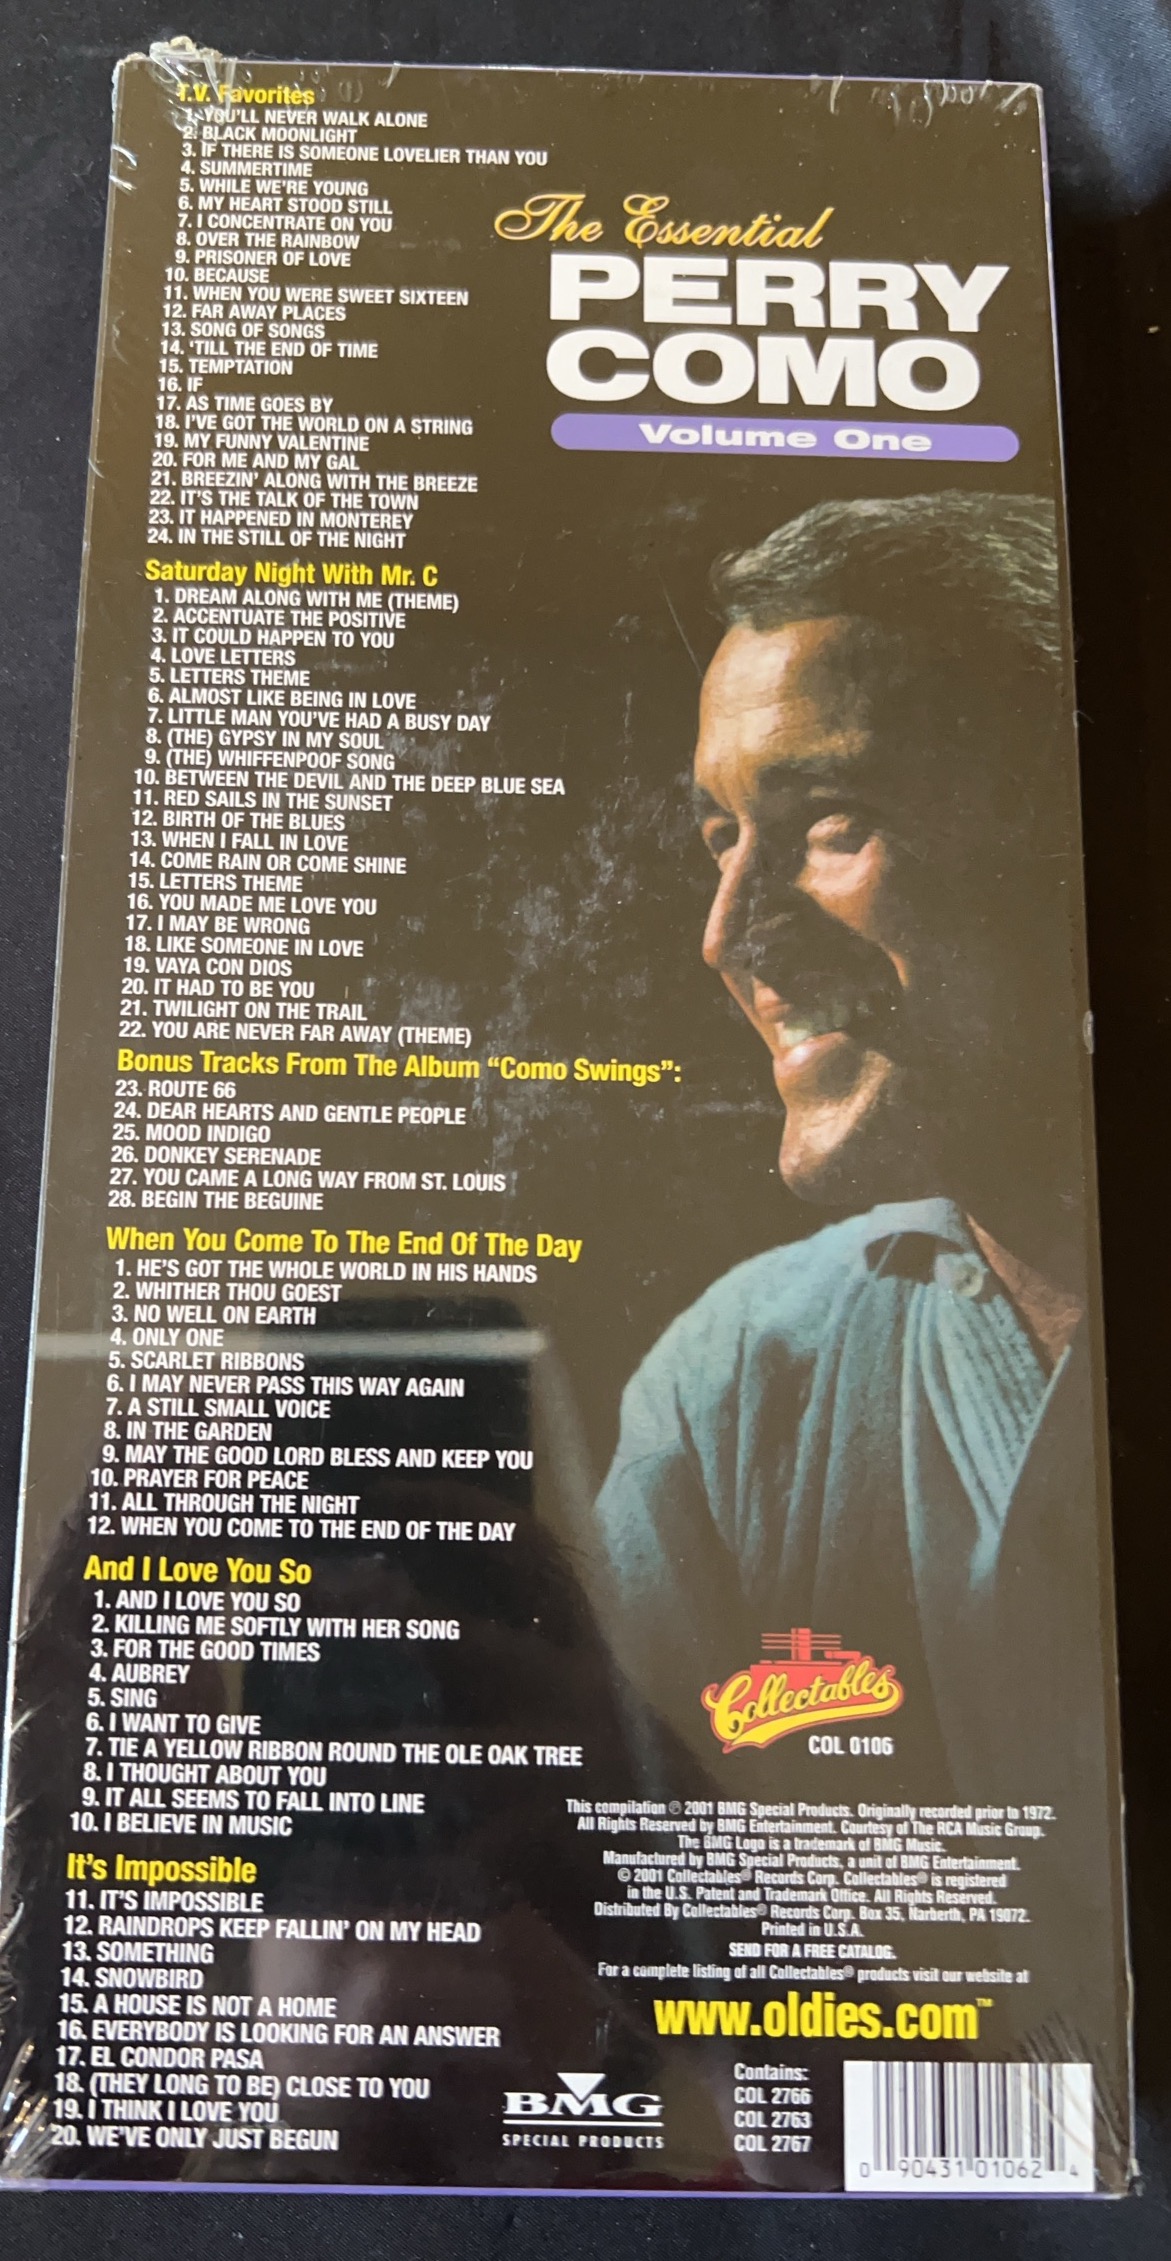 T.V. Favorites
1. YOU'LL NEVER WALK ALONE
2. BLACK MOONLIGHT
3. IF THERE IS SOMEONE LOVELIER THAN YOU
4. SUMMERTIME
5. WHILE WE'RE YOUNG
6. MY HEART STOOD STILL
7. I CONCENTRATE ON YOU
8. OVER THE RAINBOW
9. PRISONER OF LOVE
10. BECAUSE
11. WHEN YOU WERE SWEET SIXTEEN
12. FAR AWAY PLACES
13. SONG OF SONGS
14. 'TILL THE END OF TIME
15. TEMPTATION
16. IF
17. AS TIME GOES BY
18. I'VE GOT THE WORLD ON A STRING
19. MY FUNNY VALENTINE
20. FOR ME AND MY GAL
21. BREEZIN' ALONG WITH THE BREEZE
22. IT'S THE TALK OF THE TOWN
23. IT HAPPENED IN MONTEREY
24. IN THE STILL OF THE NIGHT
Saturday Night With Mr. C
1. DREAM ALONG WITH ME (THEME)
2. ACCENTUATE THE POSITIVE
3. IT COULD HAPPEN TO YOU
4. LOVE LETTERS
5. LETTERS THEME
6. ALMOST LIKE BEING IN LOVE
7. LITTLE MAN YOU'VE HAD A BUSY DAY
8. (THE) GYPSY IN MY SOUL
9. (THE) WHIFFENPOOF SONG
10. BETWEEN THE DEVIL AND THE DEEP BLUE SEA
11. RED SAILS IN THE SUNSET
12. BIRTH OF THE BLUES
13. WHEN I FALL IN LOVE
14. COME RAIN OR COME SHINE
15. LETTERS THEME
16. YOU MADE ME LOVE YOU
17. I MAY BE WRONG
18. LIKE SOMEONE IN LOVE
19. VAYA CON DIOS
20. IT HAD TO BE YOU
21. TWILIGHT ON THE TRAIL
22. YOU ARE NEVER FAR AWAY (THEME)
Bonus Tracks From The Album “Como Swings”:
23. ROUTE 66
24. DEAR HEARTS AND GENTLE PEOPLE
25. MOOD INDIGO
26. DONKEY SERENADE
27. YOU CAME A LONG WAY FROM ST. LOUIS
28. BEGIN THE BEGUINE
When You Come To The End Of The Day
1. HE'S GOT THE WHOLE WORLD IN HIS HANDS
2. WHITHER THOU GOEST
3. NO WELL ON EARTH
4. ONLY ONE
5. SCARLET RIBBONS
6. I MAY NEVER PASS THIS WAY AGAIN
7. A STILL SMALL VOICE
8. IN THE GARDEN
9. MAY THE GOOD LORD BLESS AND KEEP YOU
10. PRAYER FOR PEACE
11. ALL THROUGH THE NIGHT
12. WHEN YOU COME TO THE END OF THE DAY
And I Love You So
1. AND I LOVE YOU SO
2. KILLING ME SOFTLY WITH HER SONG
3. FOR THE GOOD TIMES
4. AUBREY
5. SING
6. I WANT TO GIVE
7. TIE A YELLOW RIBBON ROUND THE OLE OAK TREE
8. I THOUGHT ABOUT YOU
9. IT ALL SEEMS TO FALL INTO LINE
10. I BELIEVE IN MUSIC
It's Impossible
11. IT'S IMPOSSIBLE
12. RAINDROPS KEEP FALLIN' ON MY HEAD
13. SOMETHING
14. SNOWBIRD
15. A HOUSE IS NOT A HOME
16. EVERYBODY IS LOOKING FOR AN ANSWER
17. EL CONDOR PASA
18. (THEY LONG TO BE) CLOSE TO YOU
19. I THINK I LOVE YOU
20. WE'VE ONLY JUST BEGUN
The Essential
PERRY
COMO
Volume One
Collectables
COL 0106
This compilation ℗ 2001 BMG Special Products. Originally recorded prior to 1972.
All Rights Reserved by BMG Entertainment. Courtesy of The RCA Music Group.
The BMG Logo is a trademark of BMG Music.
Manufactured by BMG Special Products, a unit of BMG Entertainment.
© 2001 Collectables® Records Corp. Collectables® is registered
in the U.S. Patent and Trademark Office. All Rights Reserved.
Distributed By Collectables® Records Corp. Box 35, Narberth, PA 19072.
Printed in U.S.A.
SEND FOR A FREE CATALOG.
For a complete listing of all Collectables® products visit our website at
www.oldies.com™
BMG
SPECIAL PRODUCTS
Contains:
COL 2766
COL 2763
COL 2767
0 90431 01062 4